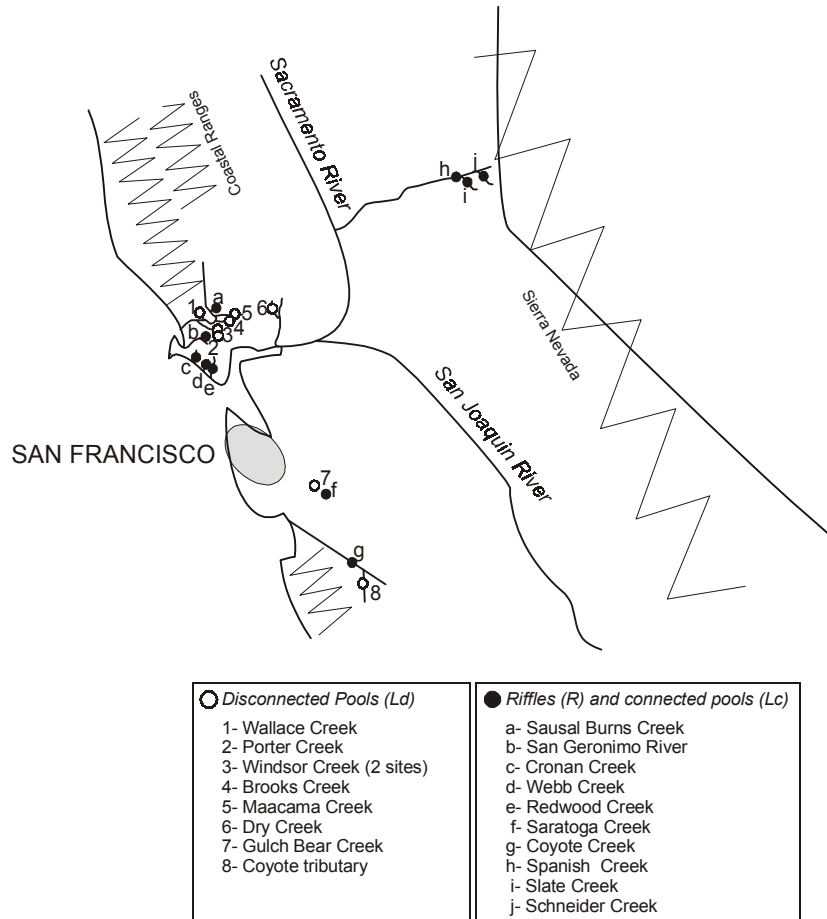 Sacramento River
Coastal Ranges
h
j
i
1
a
5
6
4
b
3
2
c
d
e
Sierra Nevada
San Joaquin River
SAN FRANCISCO
7
f
g
8
Disconnected Pools (Ld)
1- Wallace Creek
2- Porter Creek
3- Windsor Creek (2 sites)
4- Brooks Creek
5- Maacama Creek
6- Dry Creek
7- Gulch Bear Creek
8- Coyote tributary
Riffles (R) and connected pools (Lc)
a- Sausal Burns Creek
b- San Geronimo River
c- Cronan Creek
d- Webb Creek
e- Redwood Creek
f- Saratoga Creek
g- Coyote Creek
h- Spanish Creek
i- Slate Creek
j- Schneider Creek